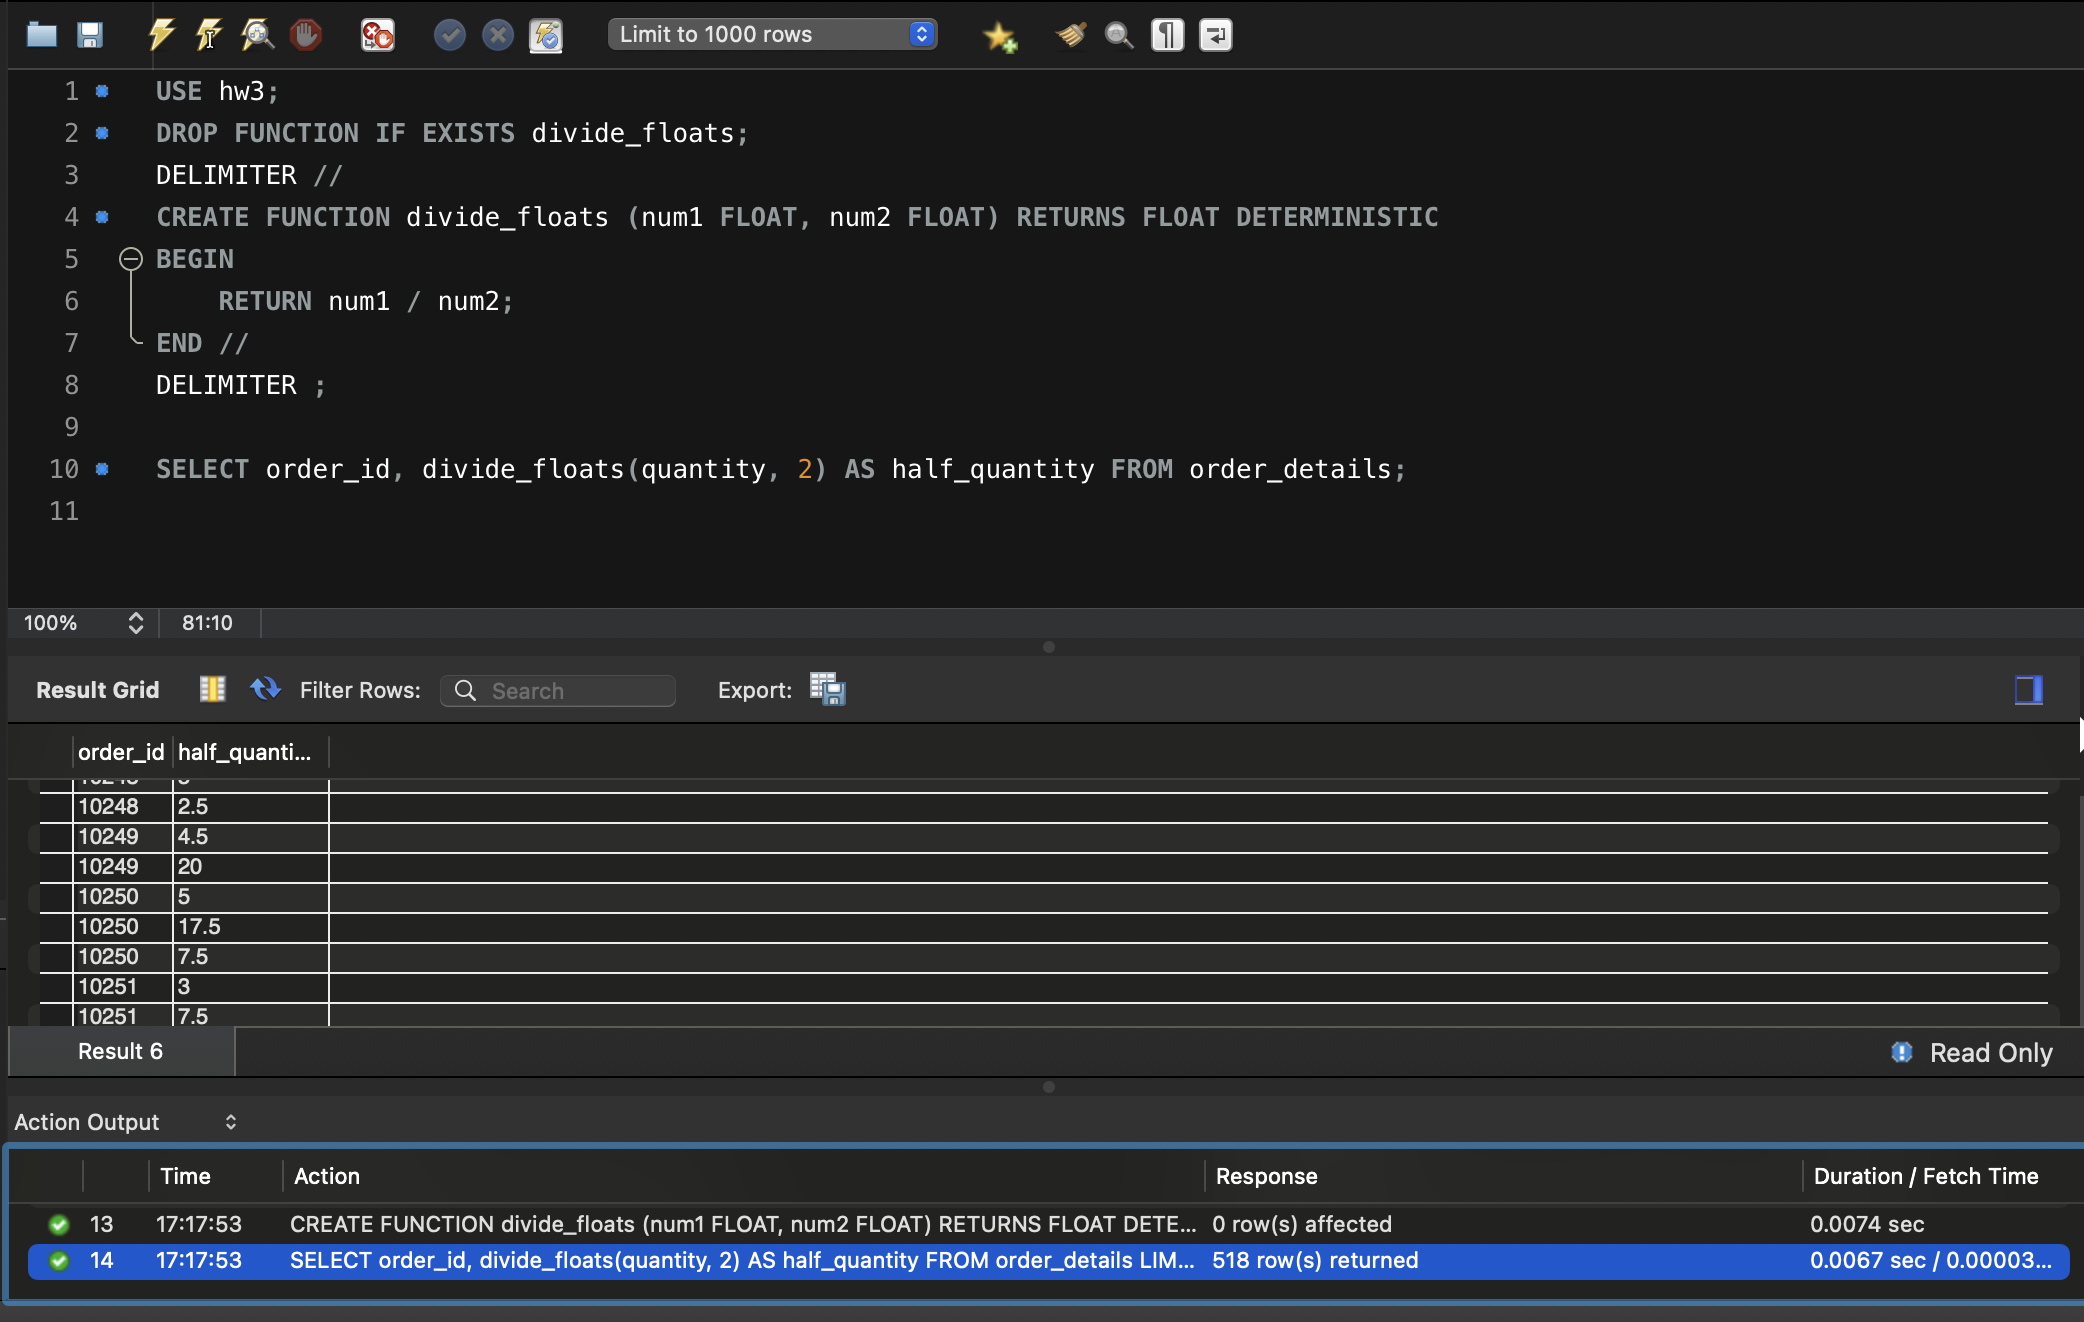 Limit to 1000 rows
1 USE hw3;
2 DROP FUNCTION IF EXISTS divide_floats;
3 DELIMITER //
4 CREATE FUNCTION divide_floats (num1 FLOAT, num2 FLOAT) RETURNS FLOAT DETERMINISTIC
5 BEGIN
6 RETURN num1 / num2;
7 END //
8 DELIMITER ;
9
10 SELECT order_id, divide_floats(quantity, 2) AS half_quantity FROM order_details;
11
100% 81:10
Result Grid Filter Rows: Search Export:
order_id half_quanti...
10248 2.5
10249 4.5
10249 20
10250 5
10250 17.5
10250 7.5
10251 3
10251 7.5
Result 6 Read Only
Action Output
Time Action Response Duration / Fetch Time
13 17:17:53 CREATE FUNCTION divide_floats (num1 FLOAT, num2 FLOAT) RETURNS FLOAT DETE... 0 row(s) affected 0.0074 sec
14 17:17:53 SELECT order_id, divide_floats(quantity, 2) AS half_quantity FROM order_details LIM... 518 row(s) returned 0.0067 sec / 0.00003...